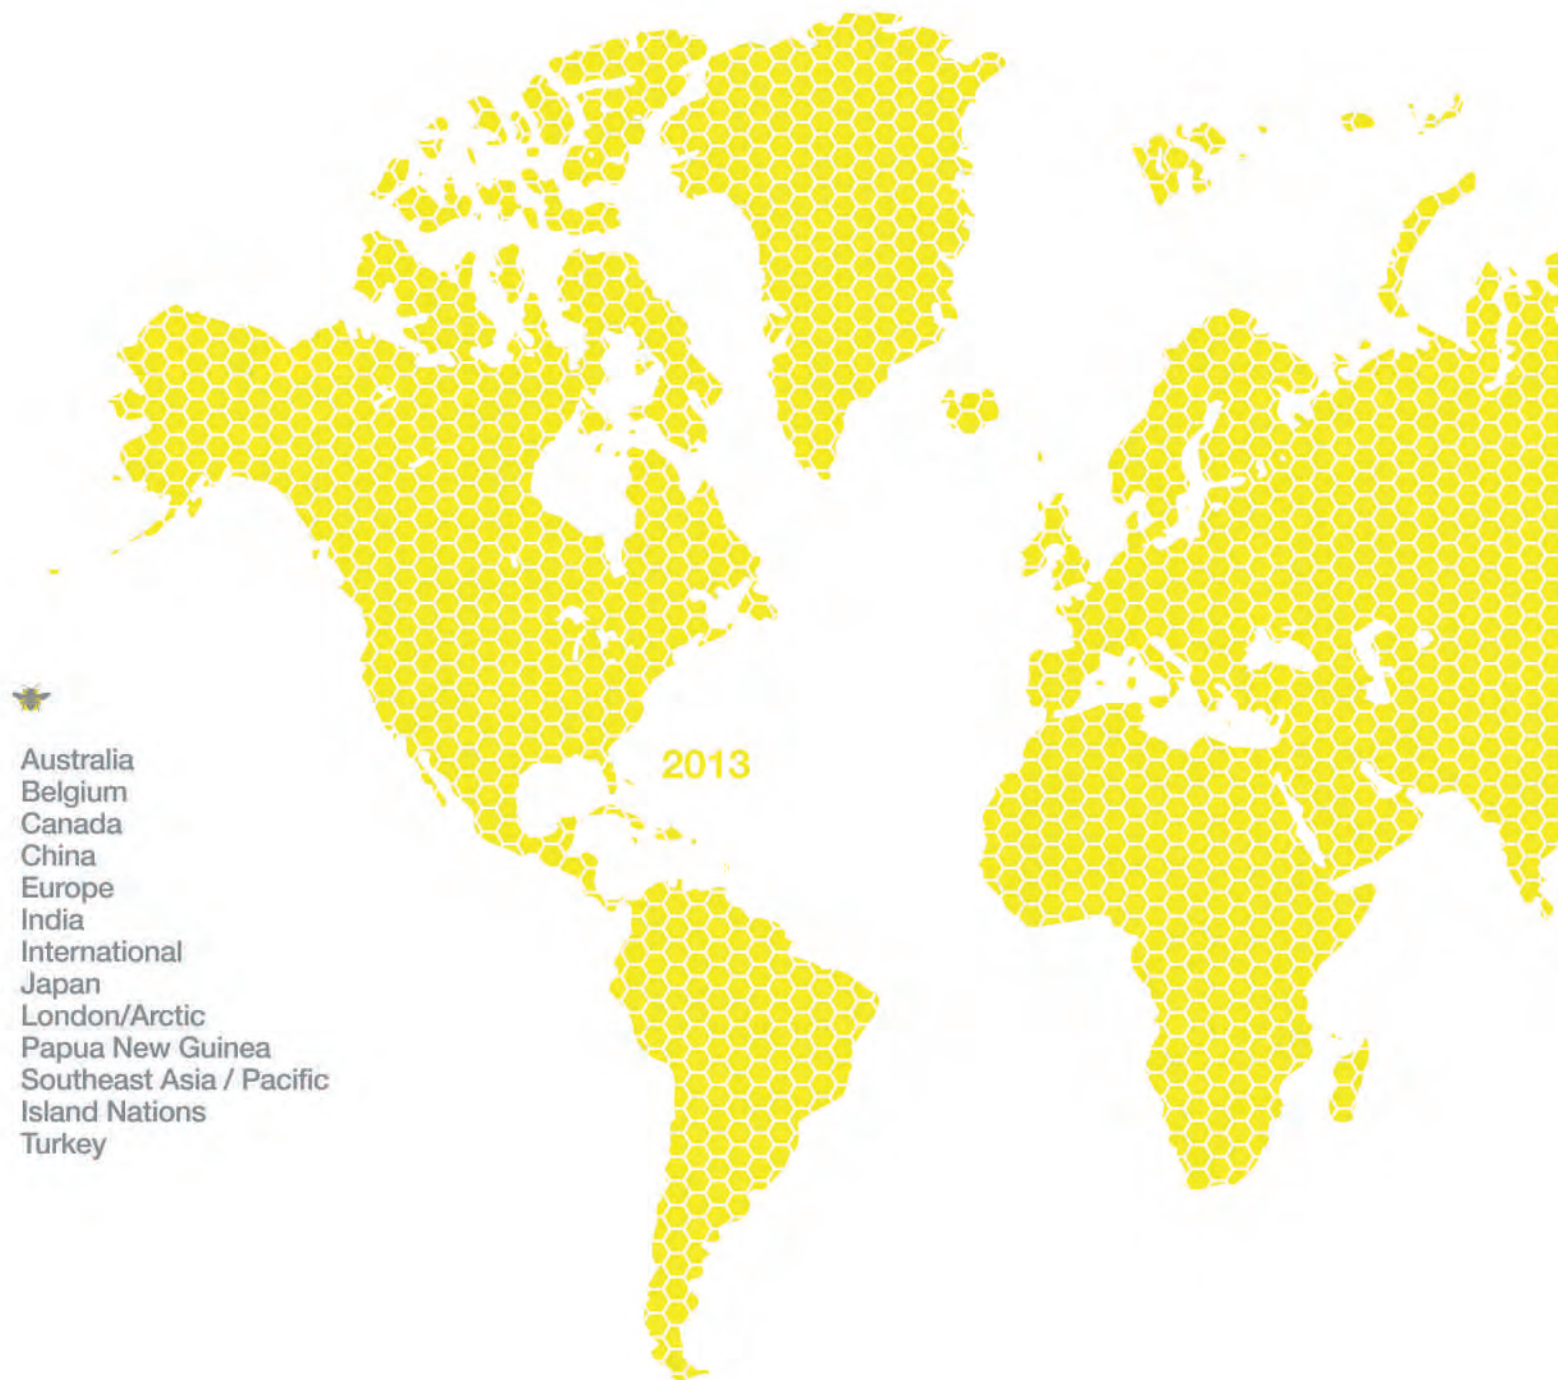 2013
Australia
Belgium
Canada
China
Europe
India
International
Japan
London/Arctic
Papua New Guinea
Southeast Asia / Pacific
Island Nations
Turkey